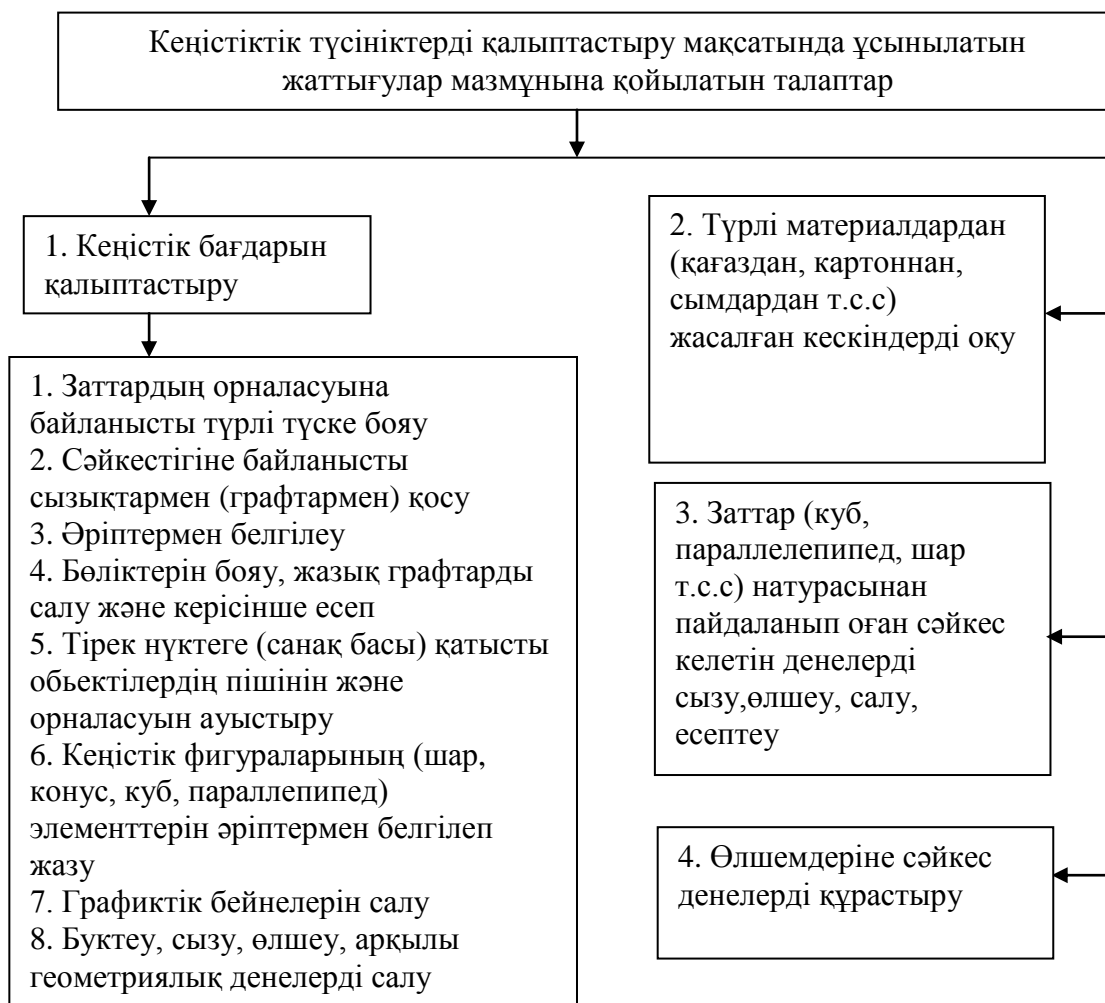 Кеңістіктік түсініктерді қалыптастыру мақсатында ұсынылатын
жаттығулар мазмұнына қойылатын талаптар
1. Кеңістік бағдарын
қалыптастыру
1. Заттардың орналасуына
байланысты түрлі түске бояу
2. Сәйкестігіне байланысты
сызықтармен (графтармен) қосу
3. Әріптермен белгілеу
4. Бөліктерін бояу, жазық графтарды
салу және керісінше есеп
5. Тірек нүктеге (санақ басы) қатысты
обьектілердің пішінін және
орналасуын ауыстыру
6. Кеңістік фигураларының (шар,
конус, куб, параллепипед)
элементтерін әріптермен белгілеп
жазу
7. Графиктік бейнелерін салу
8. Буктеу, сызу, өлшеу, арқылы
геометриялық денелерді салу
2. Түрлі материалдардан
(қағаздан, картоннан,
сымдардан т.с.с)
жасалған кескіндерді оқу
3. Заттар (куб,
параллелепипед, шар
т.с.с) натурасынан
пайдаланып оған сәйкес
келетін денелерді
сызу,өлшеу, салу,
есептеу
4. Өлшемдеріне сәйкес
денелерді құрастыру